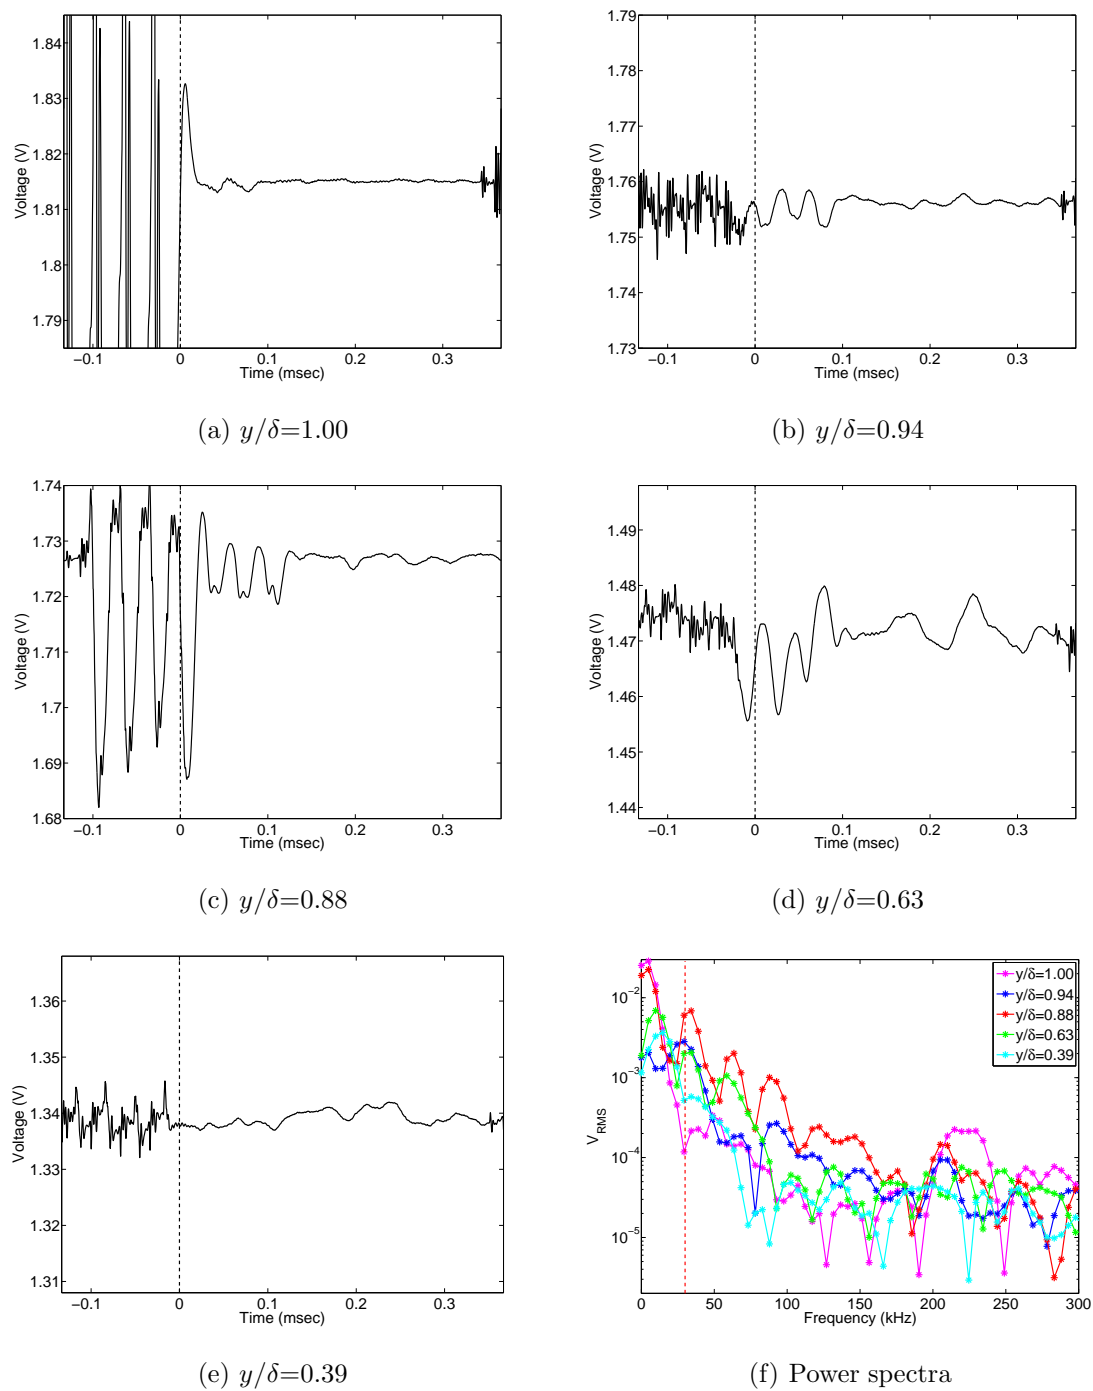 1.84
1.83
1.82
1.81
1.8
1.79
Voltage (V)
−0.1 0 0.1 0.2 0.3
Time (msec)
(a) y/δ=1.00
1.79
1.78
1.77
1.76
1.75
1.74
1.73
Voltage (V)
−0.1 0 0.1 0.2 0.3
Time (msec)
(b) y/δ=0.94
1.74
1.73
1.72
1.71
1.7
1.69
1.68
Voltage (V)
−0.1 0 0.1 0.2 0.3
Time (msec)
(c) y/δ=0.88
1.49
1.48
1.47
1.46
1.45
1.44
Voltage (V)
−0.1 0 0.1 0.2 0.3
Time (msec)
(d) y/δ=0.63
1.36
1.35
1.34
1.33
1.32
1.31
Voltage (V)
−0.1 0 0.1 0.2 0.3
Time (msec)
(e) y/δ=0.39
10⁻²
10⁻³
10⁻⁴
10⁻⁵
V_RMS
y/δ=1.00
y/δ=0.94
y/δ=0.88
y/δ=0.63
y/δ=0.39
0 50 100 150 200 250 300
Frequency (kHz)
(f) Power spectra